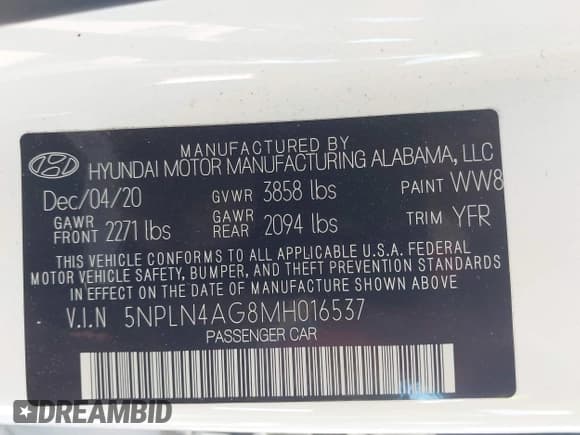 MANUFACTURED BY
HYUNDAI MOTOR MANUFACTURING ALABAMA, LLC
Dec/04/20 GVWR 3858 lbs PAINT WW8
GAWR FRONT 2271 lbs GAWR REAR 2094 lbs TRIM YFR
THIS VEHICLE CONFORMS TO ALL APPLICABLE U.S.A. FEDERAL
MOTOR VEHICLE SAFETY, BUMPER, AND THEFT PREVENTION STANDARDS
IN EFFECT ON THE DATE OF MANUFACTURE SHOWN ABOVE
V.I.N 5NPLN4AG8MH016537
PASSENGER CAR
DREAMBID